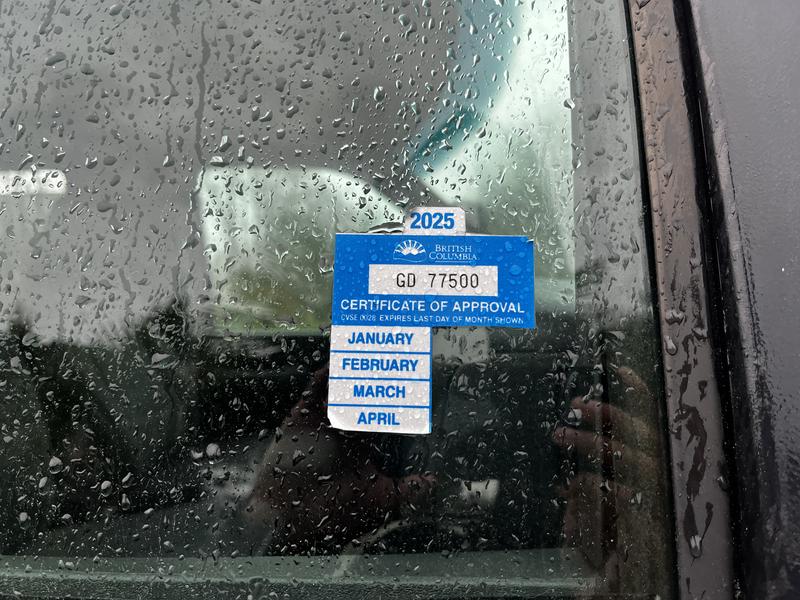 2025
BRITISH
COLUMBIA
GD 77500
CERTIFICATE OF APPROVAL
CVSE 0028 EXPIRES LAST DAY OF MONTH SHOWN.
JANUARY
FEBRUARY
MARCH
APRIL